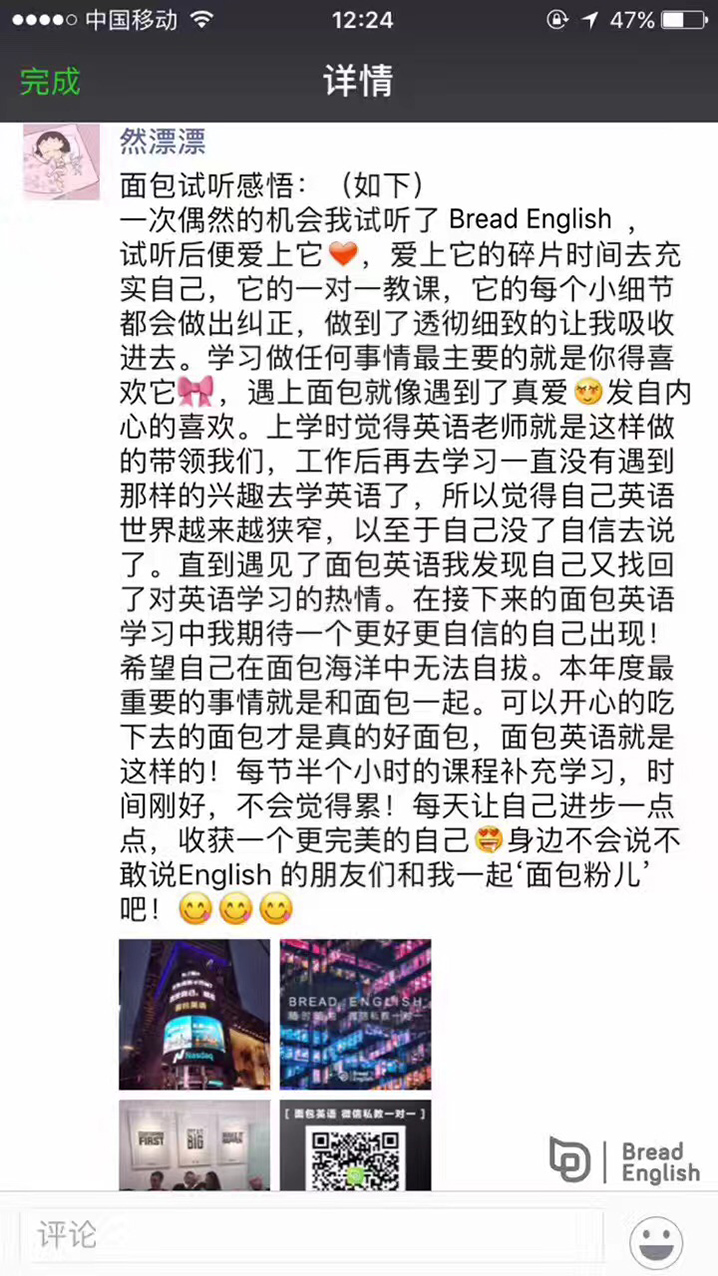 中国移动
12:24
47%
完成
详情
然漂漂
面包试听感悟：（如下）
一次偶然的机会我试听了 Bread English ，
试听后便爱上它❤，爱上它的碎片时间去充
实自己，它的一对一教课，它的每个小细节
都会做出纠正，做到了透彻细致的让我吸收
进去。学习做任何事情最主要的就是你得喜
欢它🎀，遇上面包就像遇到了真爱😍发自内
心的喜欢。上学时觉得英语老师就是这样做
的带领我们，工作后再去学习一直没有遇到
那样的兴趣去学英语了，所以觉得自己英语
世界越来越狭窄，以至于自己没了自信去说
了。直到遇见了面包英语我发现自己又找回
了对英语学习的热情。在接下来的面包英语
学习中我期待一个更好更自信的自己出现！
希望自己在面包海洋中无法自拔。本年度最
重要的事情就是和面包一起。可以开心的吃
下去的面包才是真的好面包，面包英语就是
这样的！每节半个小时的课程补充学习，时
间刚好，不会觉得累！每天让自己进步一点
点，收获一个更完美的自己😍身边不会说不
敢说English 的朋友们和我一起‘面包粉儿’
吧！😋😋😋
面包英语
Nasdaq
BREAD ENGLISH
微信私教一对一
Bread
English
FIRST
BIG
[ 面包英语 微信私教一对一 ]
Bread
English
评论